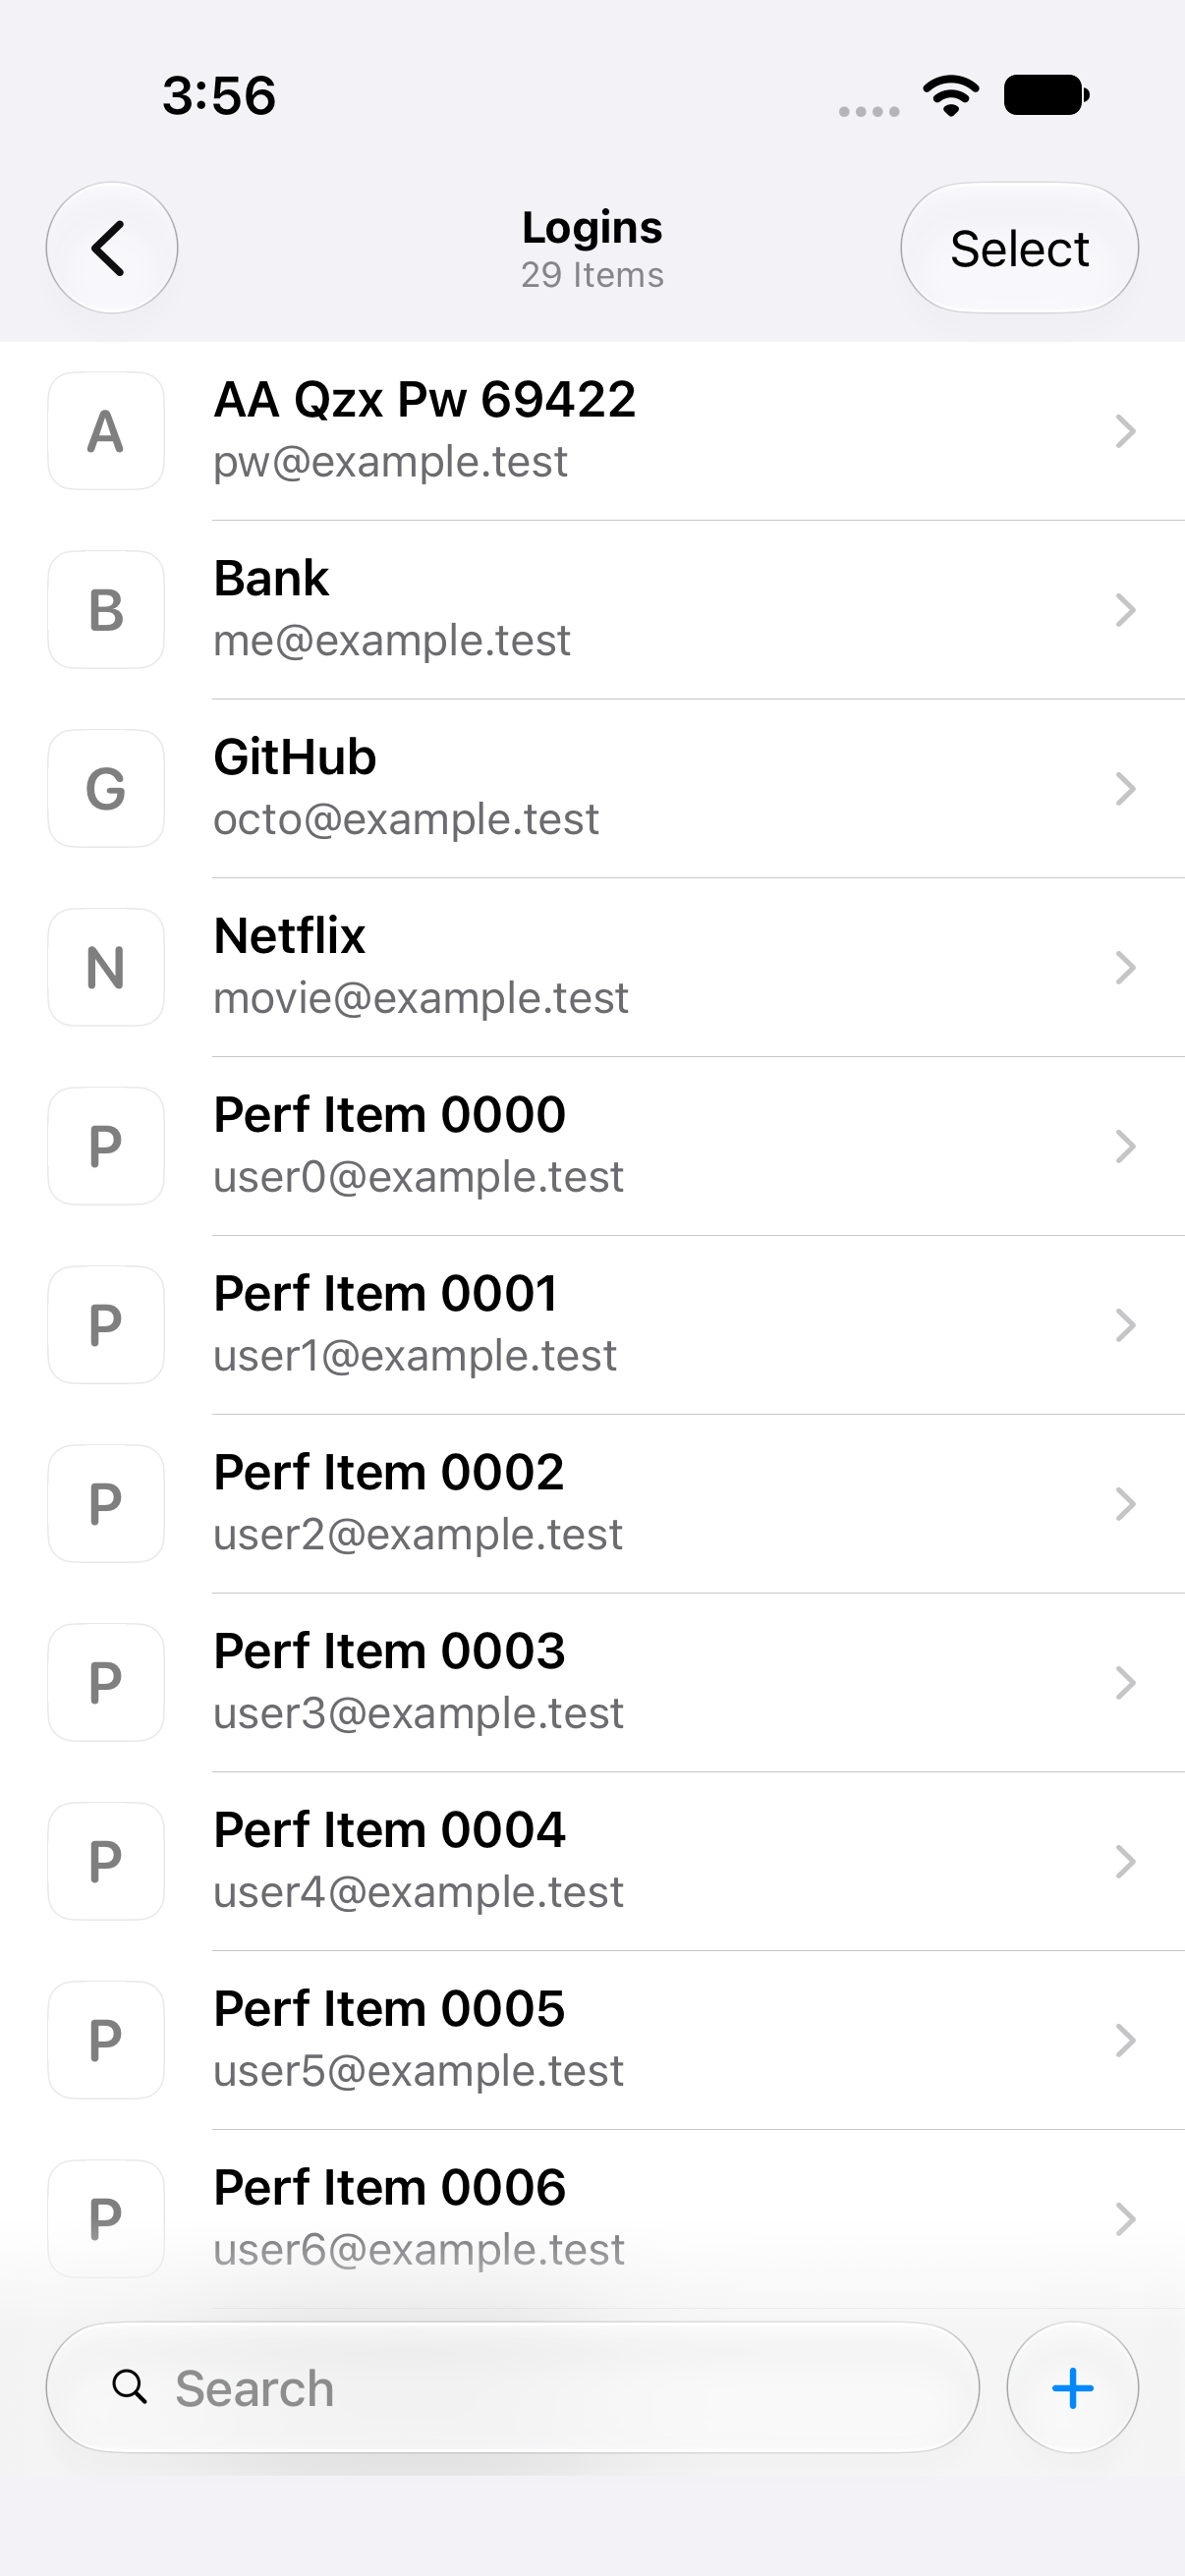 3:56
Logins
29 Items
Select
A
AA Qzx Pw 69422
pw@example.test
B
Bank
me@example.test
G
GitHub
octo@example.test
N
Netflix
movie@example.test
P
Perf Item 0000
user0@example.test
P
Perf Item 0001
user1@example.test
P
Perf Item 0002
user2@example.test
P
Perf Item 0003
user3@example.test
P
Perf Item 0004
user4@example.test
P
Perf Item 0005
user5@example.test
P
Perf Item 0006
user6@example.test
Search